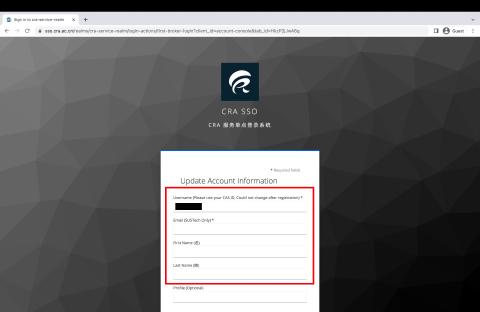 Sign in to cra-service-realm
sso.cra.ac.cn/realms/cra-service-realm/login-actions/first-broker-login?client_id=account-console&tab_id=
Guest
CRA SSO
CRA 服务单点登录系统
* Required fields
Update Account Information
Username (Please use your CAS ID, Could not change after registration) *
Email (SUSTech Only) *
First Name (名)
Last Name (姓)
Profile (Optional)